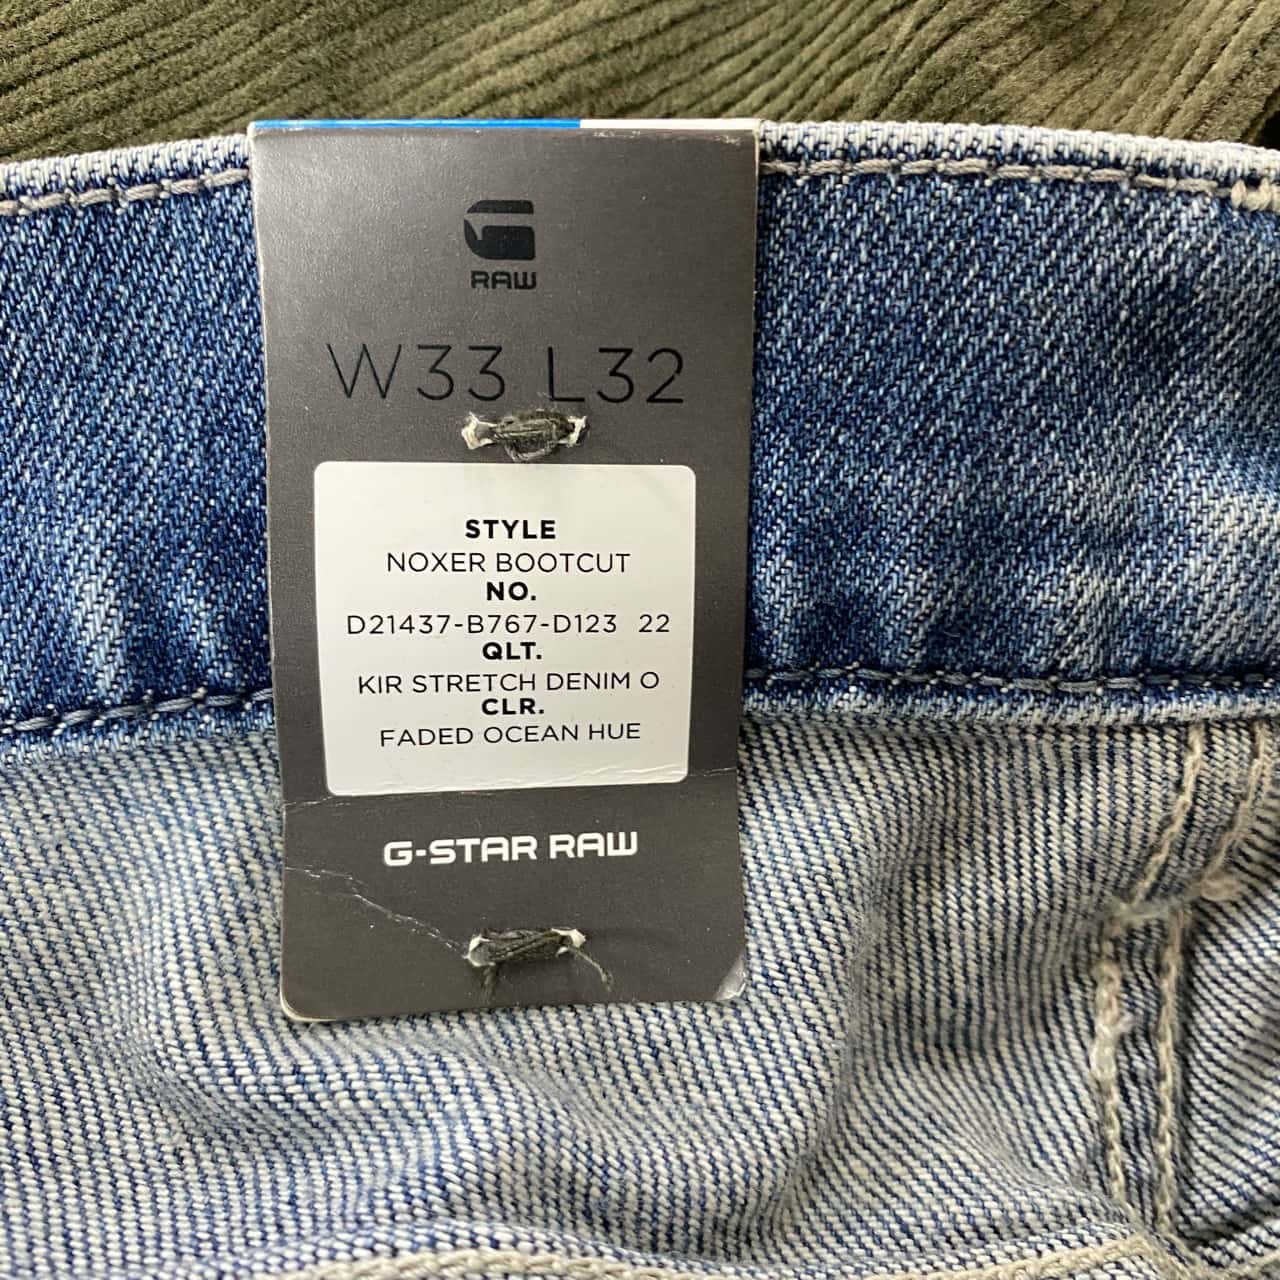 RAW
W33 L32
STYLE
NOXER BOOTCUT
NO.
D21437-B767-D123 22
QLT.
KIR STRETCH DENIM O
CLR.
FADED OCEAN HUE
G-STAR RAW